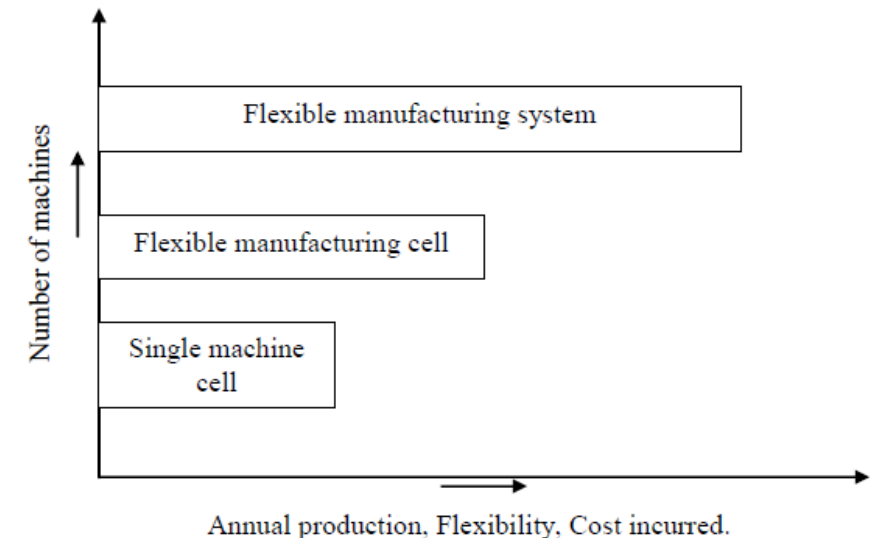 Flexible manufacturing system
Number of machines
Flexible manufacturing cell
Single machine
cell
Annual production, Flexibility, Cost incurred.